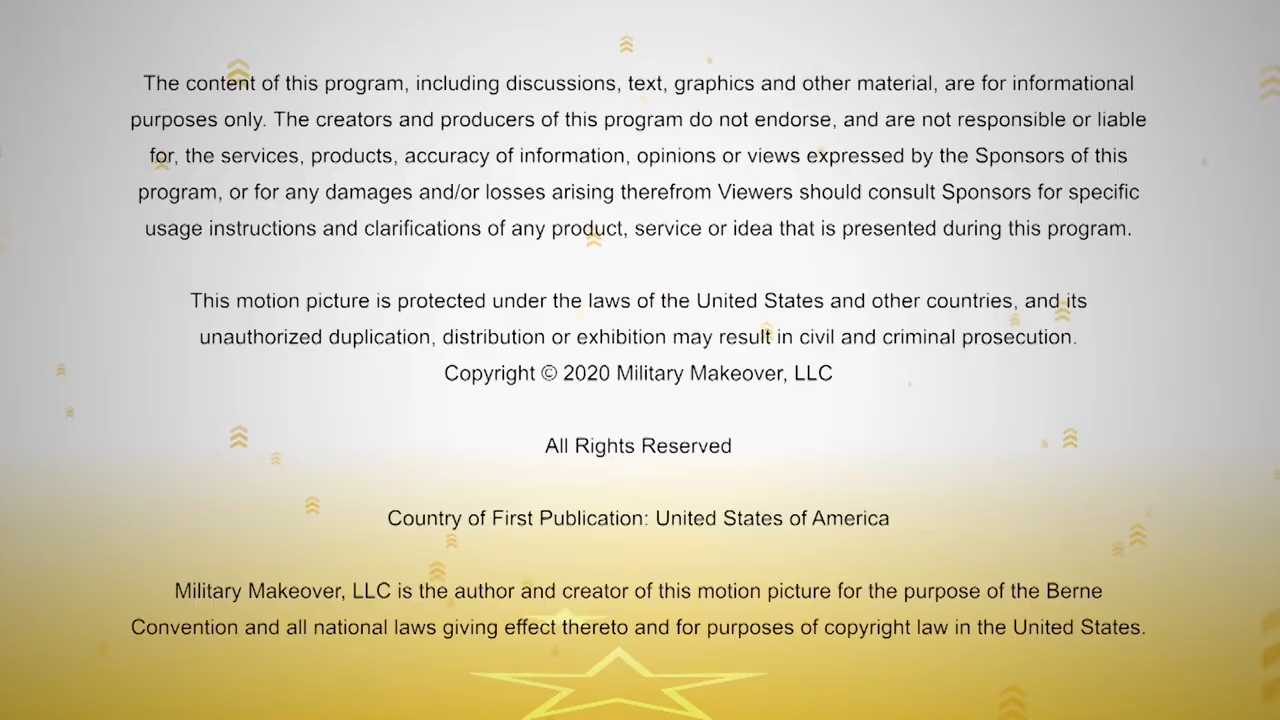 The content of this program, including discussions, text, graphics and other material, are for informational
purposes only. The creators and producers of this program do not endorse, and are not responsible or liable
for, the services, products, accuracy of information, opinions or views expressed by the Sponsors of this
program, or for any damages and/or losses arising therefrom Viewers should consult Sponsors for specific
usage instructions and clarifications of any product, service or idea that is presented during this program.
This motion picture is protected under the laws of the United States and other countries, and its
unauthorized duplication, distribution or exhibition may result in civil and criminal prosecution.
Copyright © 2020 Military Makeover, LLC
All Rights Reserved
Country of First Publication: United States of America
Military Makeover, LLC is the author and creator of this motion picture for the purpose of the Berne
Convention and all national laws giving effect thereto and for purposes of copyright law in the United States.